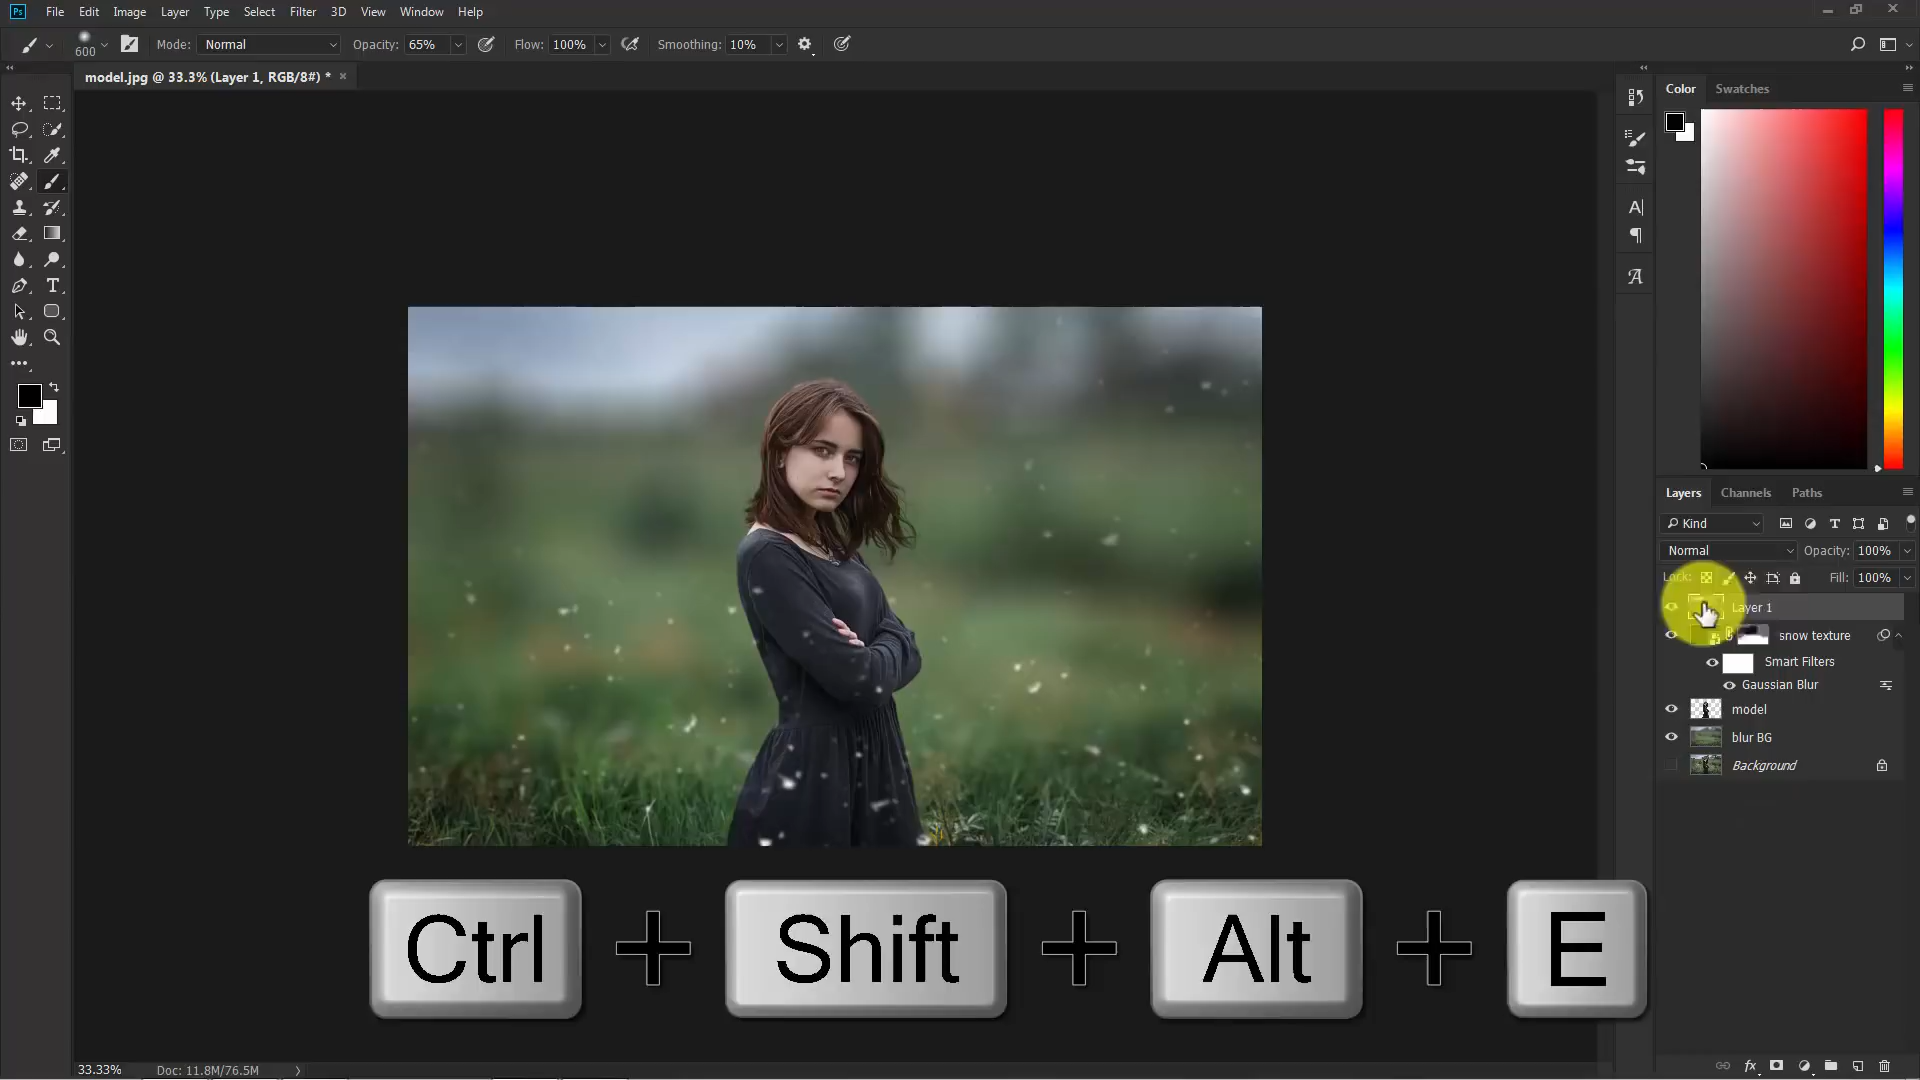 Ps File Edit Image Layer Type Select Filter 3D View Window Help
600 Mode: Normal Opacity: 65% Flow: 100% Smoothing: 10%
model.jpg @ 33.3% (Layer 1, RGB/8#) * ×
Color Swatches
Layers Channels Paths
Kind
Normal Opacity: 100%
Lock: Fill: 100%
Layer 1
snow texture
Smart Filters
Gaussian Blur
model
blur BG
Background
Ctrl + Shift + Alt + E
33.33% Doc: 11.8M/76.5M